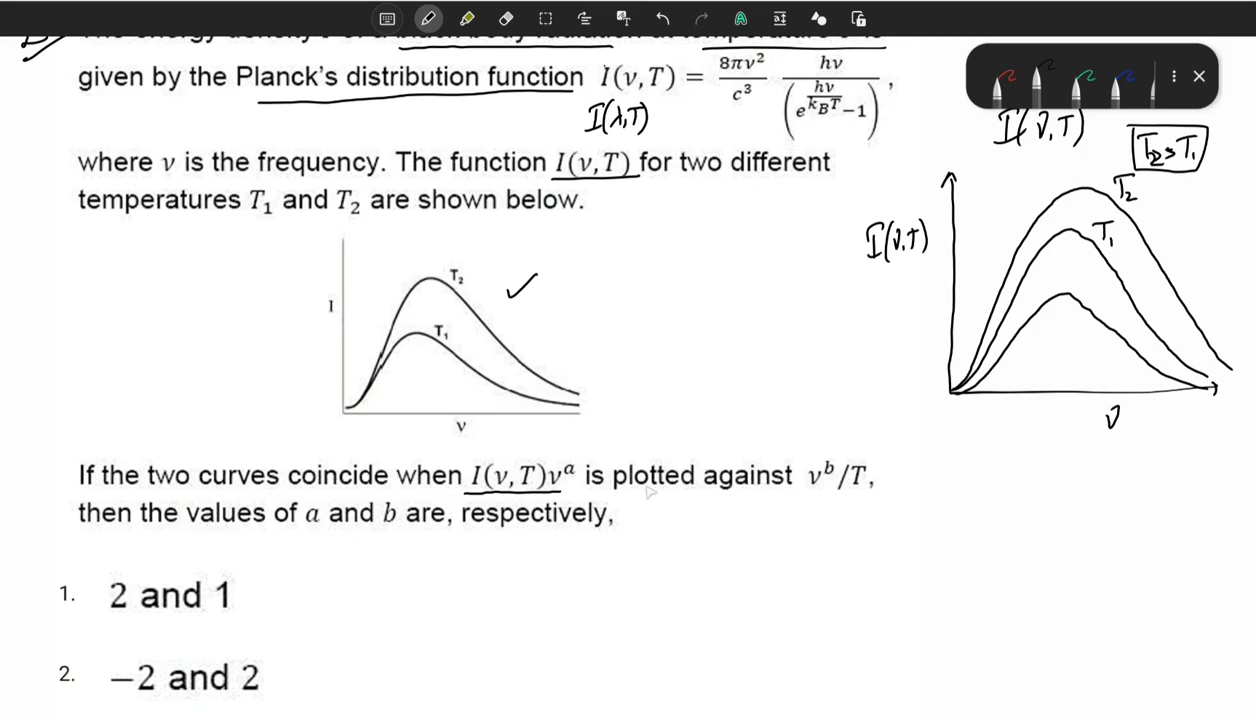 given by the Planck's distribution function I(ν,T) = 8πν²/c³ hν/(e^(hν/k_BT)−1) ,
I(λ,T)
where ν is the frequency. The function I(ν,T) for two different
temperatures T₁ and T₂ are shown below.
I
T₂
T₁
ν
If the two curves coincide when I(ν,T)νᵃ is plotted against νᵇ/T,
then the values of a and b are, respectively,
1. 2 and 1
2. −2 and 2
I(ν,T)
T₂>T₁
I(ν,T)
T₂
T₁
ν